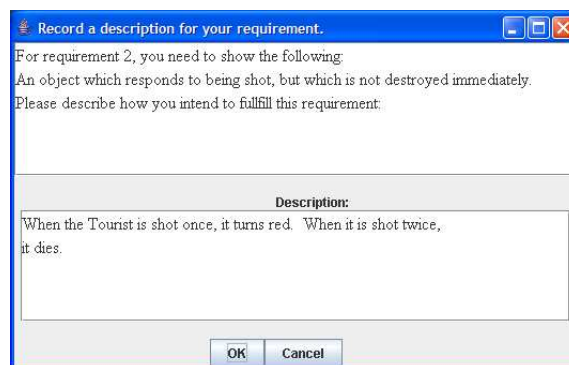 Record a description for your requirement.
For requirement 2, you need to show the following:
An object which responds to being shot, but which is not destroyed immediately.
Please describe how you intend to fullfill this requirement:
Description:
When the Tourist is shot once, it turns red.  When it is shot twice,
it dies.
OK Cancel